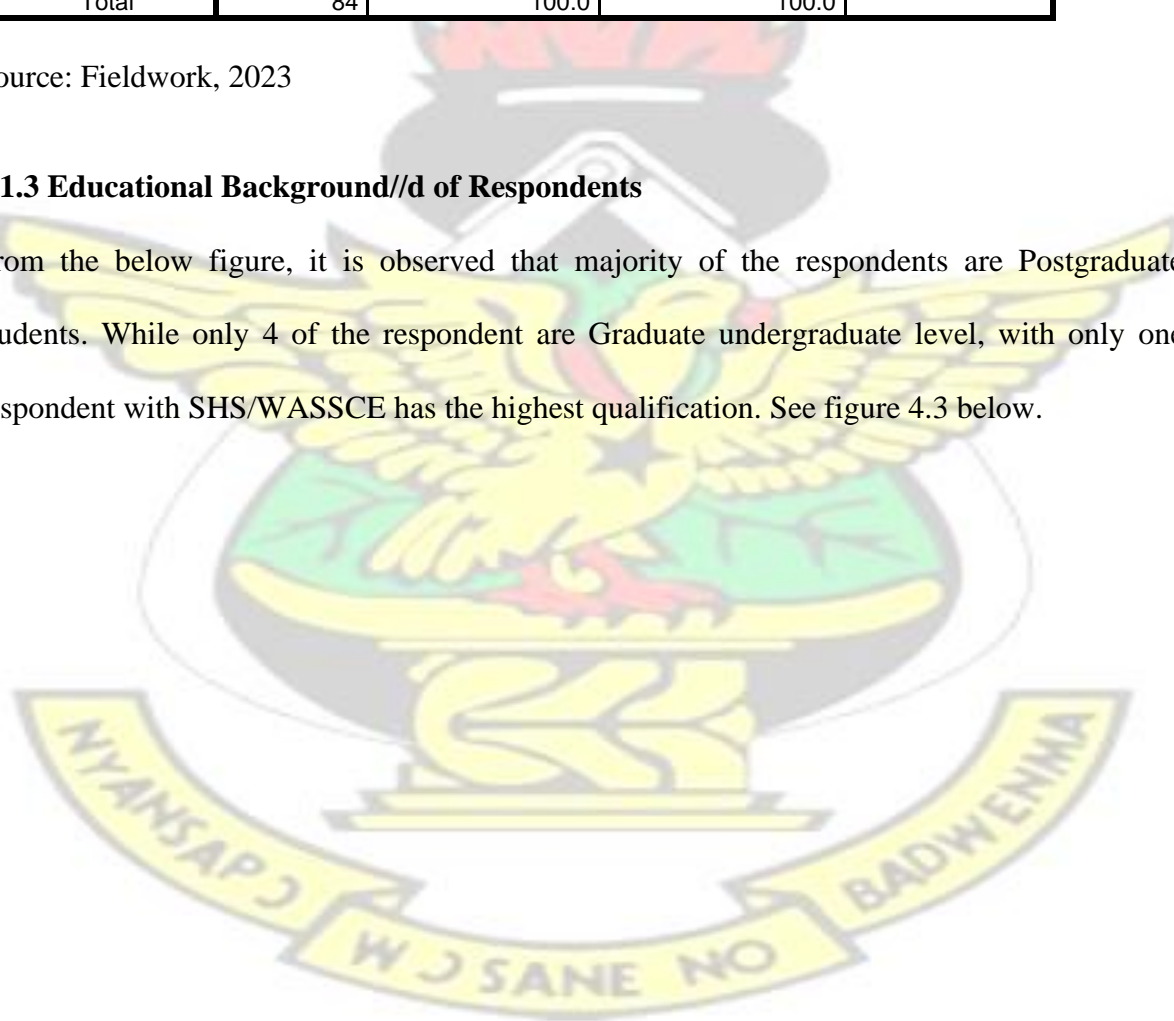 Total 84 100.0 100.0
ource: Fieldwork, 2023
1.3 Educational Background//d of Respondents
rom the below figure, it is observed that majority of the respondents are Postgraduate
udents. While only 4 of the respondent are Graduate undergraduate level, with only one
spondent with SHS/WASSCE has the highest qualification. See figure 4.3 below.
NYANSAPƆ
WƆSANE NO
BADWENMA